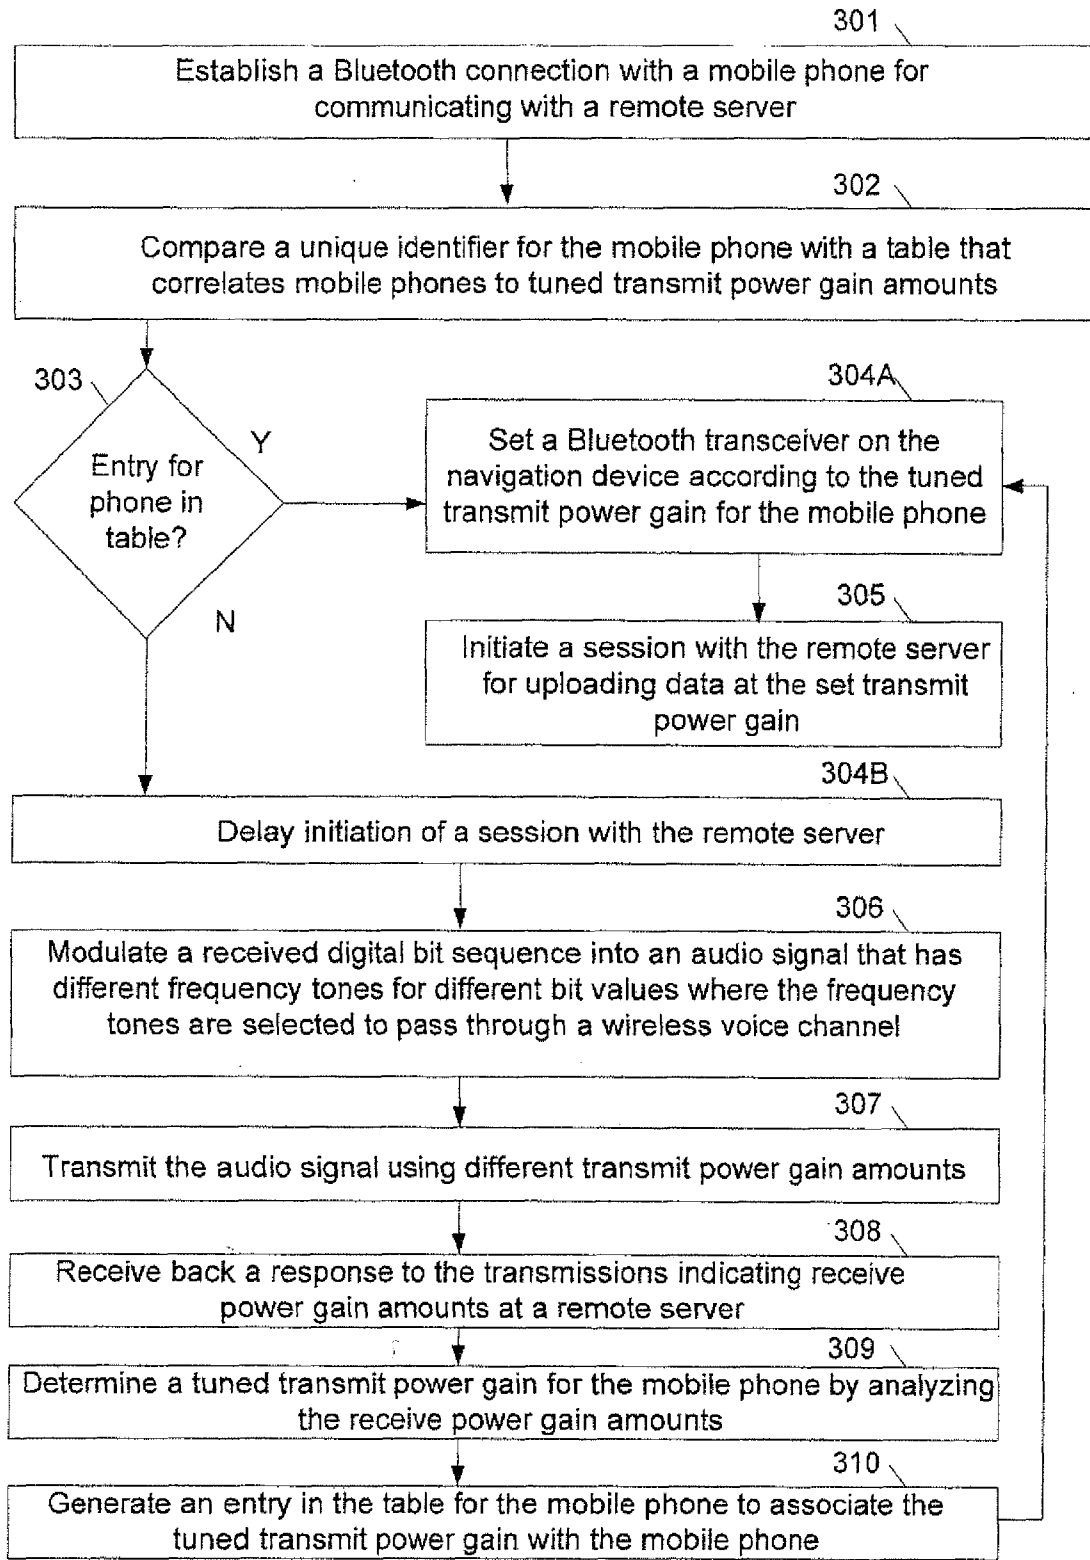 301
Establish a Bluetooth connection with a mobile phone for
communicating with a remote server
302
Compare a unique identifier for the mobile phone with a table that
correlates mobile phones to tuned transmit power gain amounts
303
Entry for
phone in
table?
Y
N
304A
Set a Bluetooth transceiver on the
navigation device according to the tuned
transmit power gain for the mobile phone
305
Initiate a session with the remote server
for uploading data at the set transmit
power gain
304B
Delay initiation of a session with the remote server
306
Modulate a received digital bit sequence into an audio signal that has
different frequency tones for different bit values where the frequency
tones are selected to pass through a wireless voice channel
307
Transmit the audio signal using different transmit power gain amounts
308
Receive back a response to the transmissions indicating receive
power gain amounts at a remote server
309
Determine a tuned transmit power gain for the mobile phone by analyzing
the receive power gain amounts
310
Generate an entry in the table for the mobile phone to associate the
tuned transmit power gain with the mobile phone